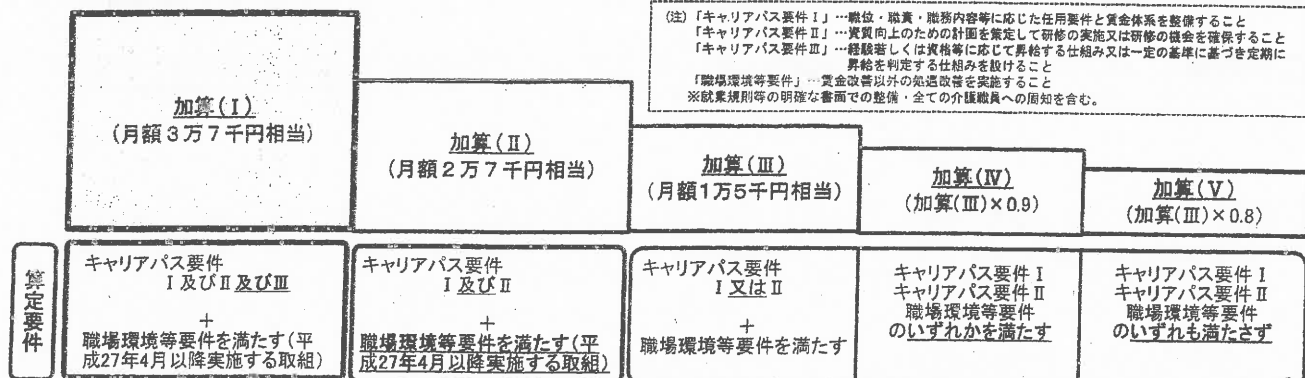 (注)「キャリアパス要件Ⅰ」…職位・職責・職務内容等に応じた任用要件と賃金体系を整備すること
「キャリアパス要件Ⅱ」…資質向上のための計画を策定して研修の実施又は研修の機会を確保すること
「キャリアパス要件Ⅲ」…経験若しくは資格等に応じて昇給する仕組み又は一定の基準に基づき定期に
昇給を判定する仕組みを設けること
「職場環境等要件」…賃金改善以外の処遇改善を実施すること
※就業規則等の明確な書面での整備・全ての介護職員への周知を含む。
加算(Ⅰ)
(月額3万7千円相当)
加算(Ⅱ)
(月額2万7千円相当)
加算(Ⅲ)
(月額1万5千円相当)
加算(Ⅳ)
(加算(Ⅲ)×0.9)
加算(Ⅴ)
(加算(Ⅲ)×0.8)
算定要件
キャリアパス要件
Ⅰ及びⅡ及びⅢ
+
職場環境等要件を満たす(平
成27年4月以降実施する取組)
キャリアパス要件
Ⅰ及びⅡ
+
職場環境等要件を満たす(平
成27年4月以降実施する取組)
キャリアパス要件
Ⅰ又はⅡ
+
職場環境等要件を満たす
キャリアパス要件Ⅰ
キャリアパス要件Ⅱ
職場環境等要件
のいずれかを満たす
キャリアパス要件Ⅰ
キャリアパス要件Ⅱ
職場環境等要件
のいずれも満たさず